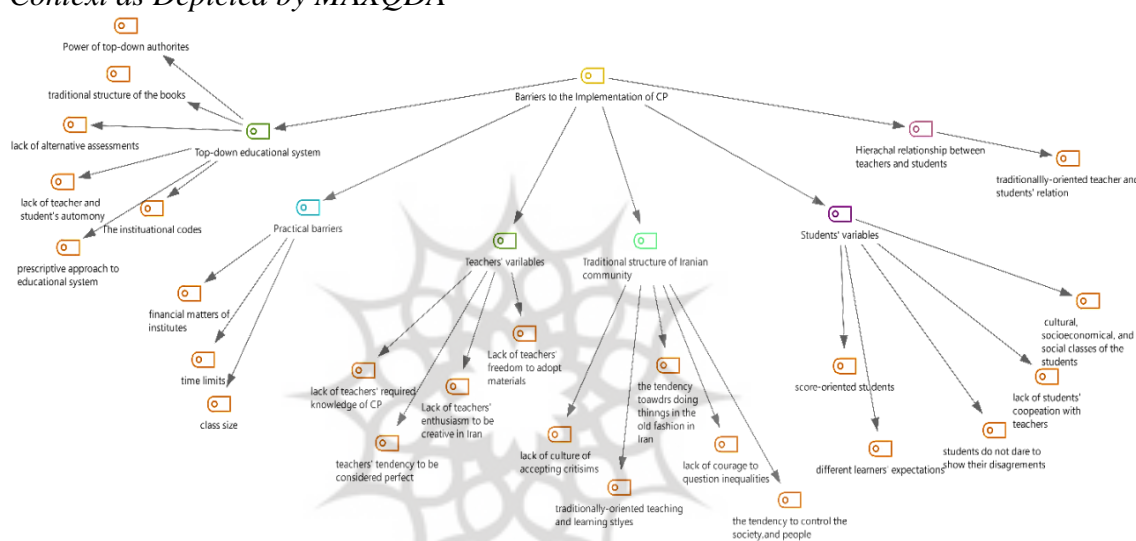 Context as Depicted by MAXQDA
Power of top-down authorites
traditional structure of the books
lack of alternative assessments
Top-down educational system
lack of teacher and
student's automony
The instituational codes
prescriptive approach to
educational system
Barriers to the Implementation of CP
Hierachal relationship between
teachers and students
traditionallly-oriented teacher and
students' relation
Practical barriers
financial matters of
institutes
time limits
class size
Teachers' varilables
lack of teachers' required
knowledge of CP
teachers' tendency to be
considered perfect
Lack of teachers'
enthusiasm to be
creative in Iran
Lack of teachers'
freedom to adopt
materials
Traditional structure of Iranian
community
lack of culture of
accepting critisims
traditionally-oriented teaching
and learning stlyes
the tendency
toawdrs doing
thinngs in the
old fashion in
Iran
lack of courage to
question inequalities
the tendency to control the
society,and people
Students' variables
score-oriented students
different learners' expectations
students do not dare to
show their disagrements
lack of students'
coopeation with
teachers
cultural,
socioeconomical, and
social classes of the
students